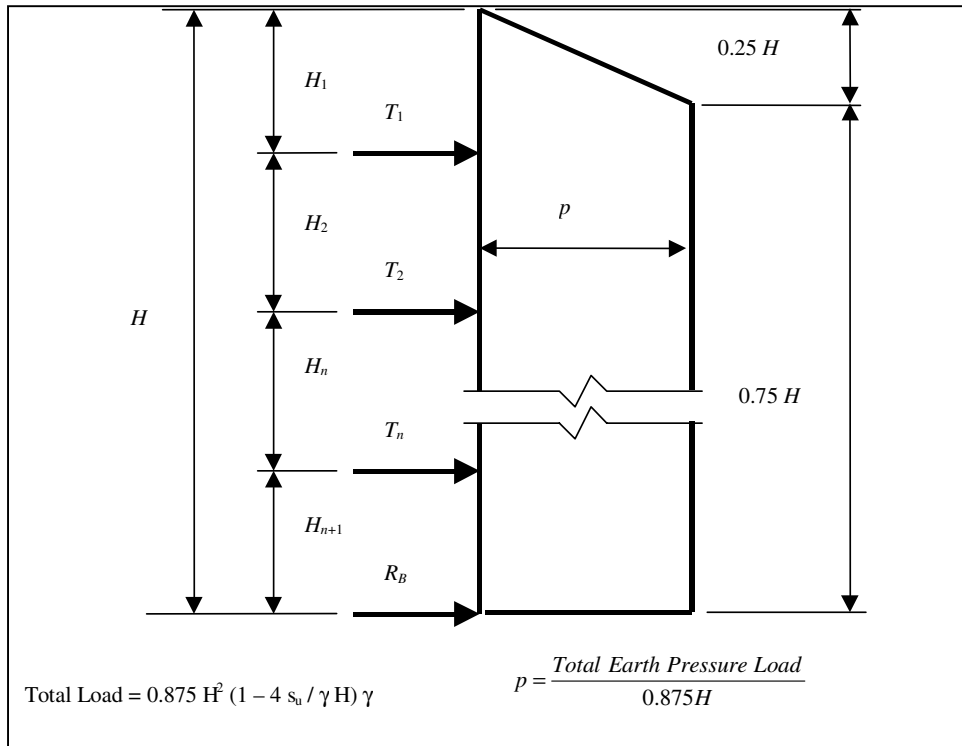 0.25 H
H₁
T₁
H₂
p
T₂
H
Hₙ
0.75 H
Tₙ
Hₙ₊₁
R_B
Total Load = 0.875 H² (1 – 4 sᵤ / γ H) γ
p = Total Earth Pressure Load / 0.875H